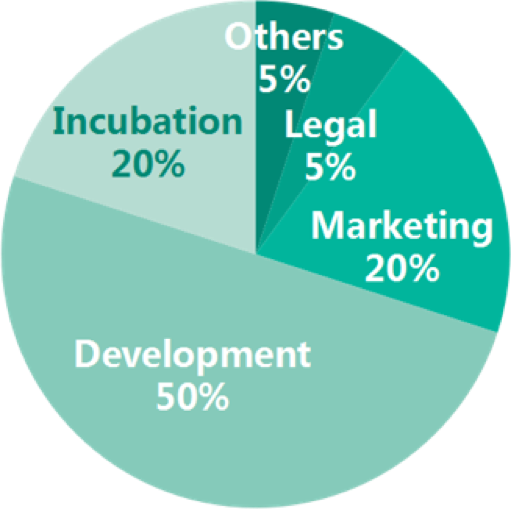 Others
5%
Legal
5%
Marketing
20%
Development
50%
Incubation
20%